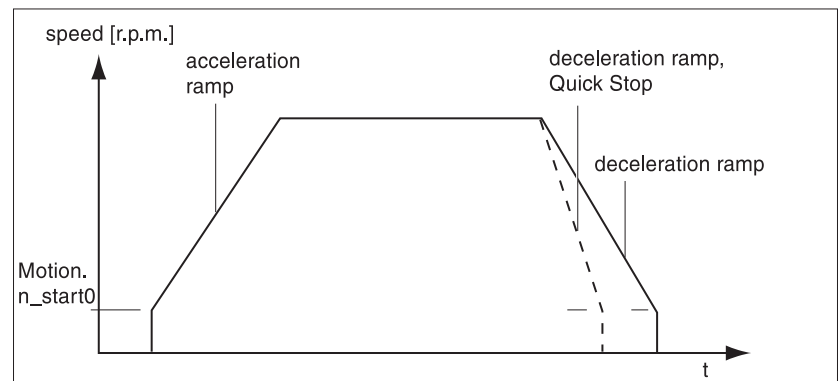 speed [r.p.m.]
acceleration
ramp
deceleration ramp,
Quick Stop
deceleration ramp
Motion.
n_start0
t